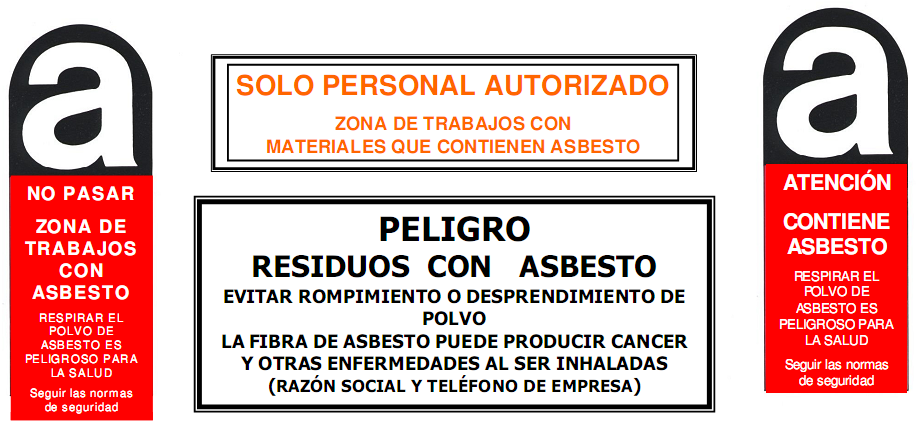 a
NO PASAR
ZONA DE
TRABAJOS
CON
ASBESTO
RESPIRAR EL
POLVO DE
ASBESTO ES
PELIGROSO PARA
LA SALUD
Seguir las normas
de seguridad
SOLO PERSONAL AUTORIZADO
ZONA DE TRABAJOS CON
MATERIALES QUE CONTIENEN ASBESTO
PELIGRO
RESIDUOS CON ASBESTO
EVITAR ROMPIMIENTO O DESPRENDIMIENTO DE
POLVO
LA FIBRA DE ASBESTO PUEDE PRODUCIR CANCER
Y OTRAS ENFERMEDADES AL SER INHALADAS
(RAZÓN SOCIAL Y TELÉFONO DE EMPRESA)
a
ATENCIÓN
CONTIENE
ASBESTO
RESPIRAR EL
POLVO DE
ASBESTO ES
PELIGROSO PARA
LA SALUD
Seguir las normas
de seguridad